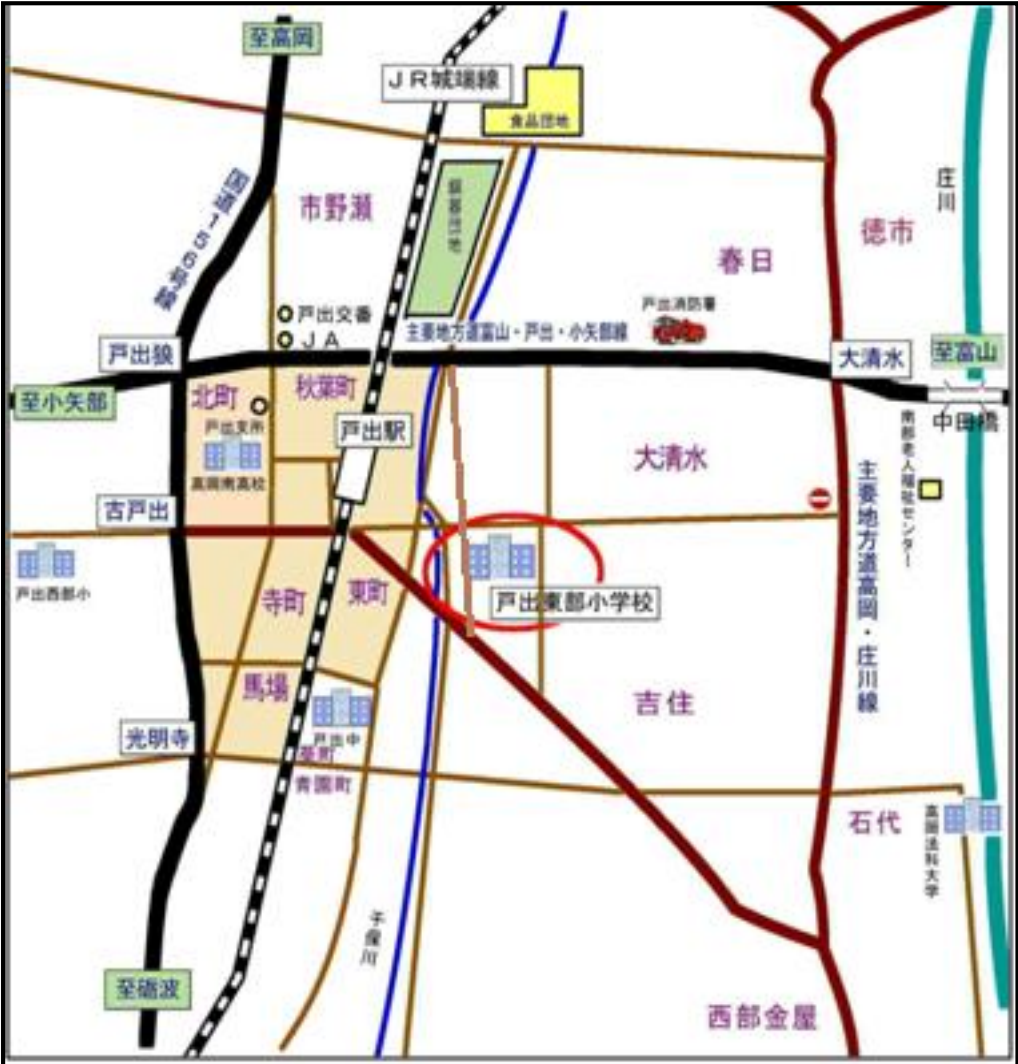 至高岡
JR城端線
食品団地
銅器団地
国道156号線
市野瀬
庄川
徳市
春日
戸出交番
JA
主要地方道富山・戸出・小矢部線
戸出消防署
戸出狼
大清水
至富山
至小矢部
北町
秋葉町
戸出支所
戸出駅
中田橋
高岡南高校
大清水
南部老人福祉センター
古戸出
主要地方道高岡・庄川線
戸出西部小
寺町
東町
戸出東部小学校
馬場
吉住
光明寺
戸出中
青園町
石代
高岡法科大学
千保川
至礪波
西部金屋